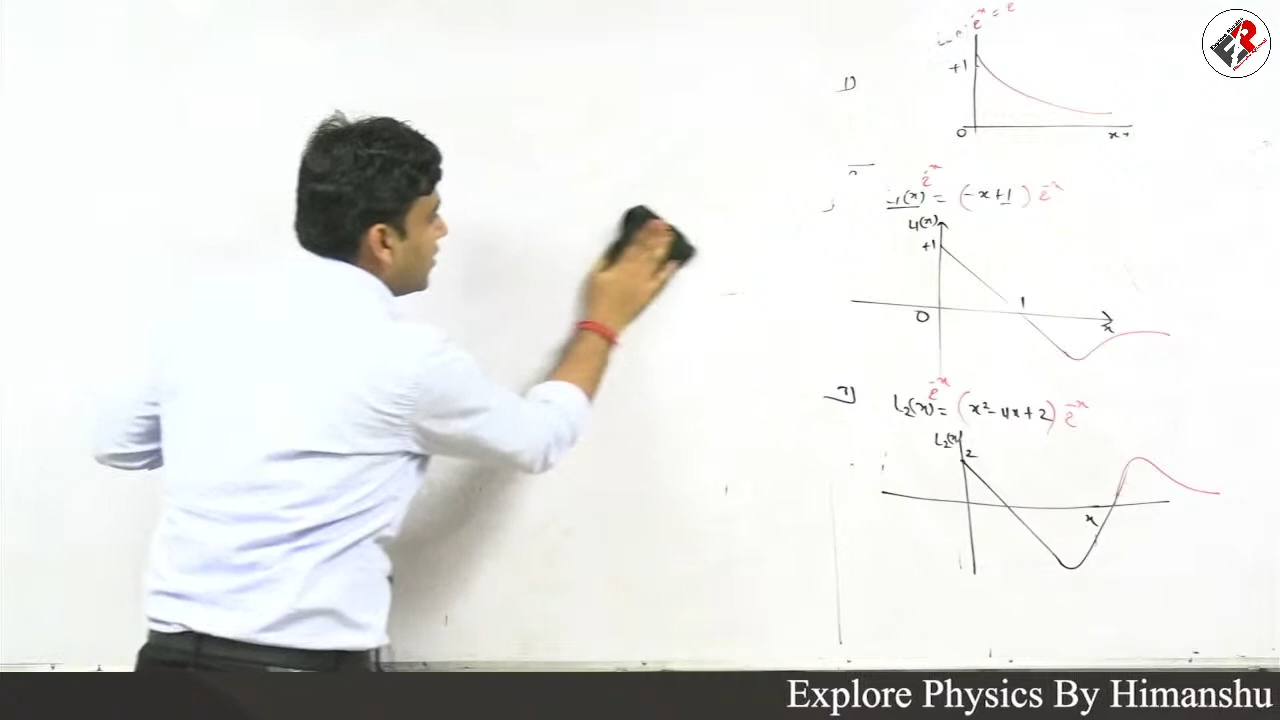 e^-x = e
+1
1)
0
x
e^-x
L1(x) = (-x+1) e^-x
L1(x)
+1
1
0
x
e^-x
L2(x) = (x²-4x+2) e^-x
L2(x)
2
x
Explore Physics By Himanshu